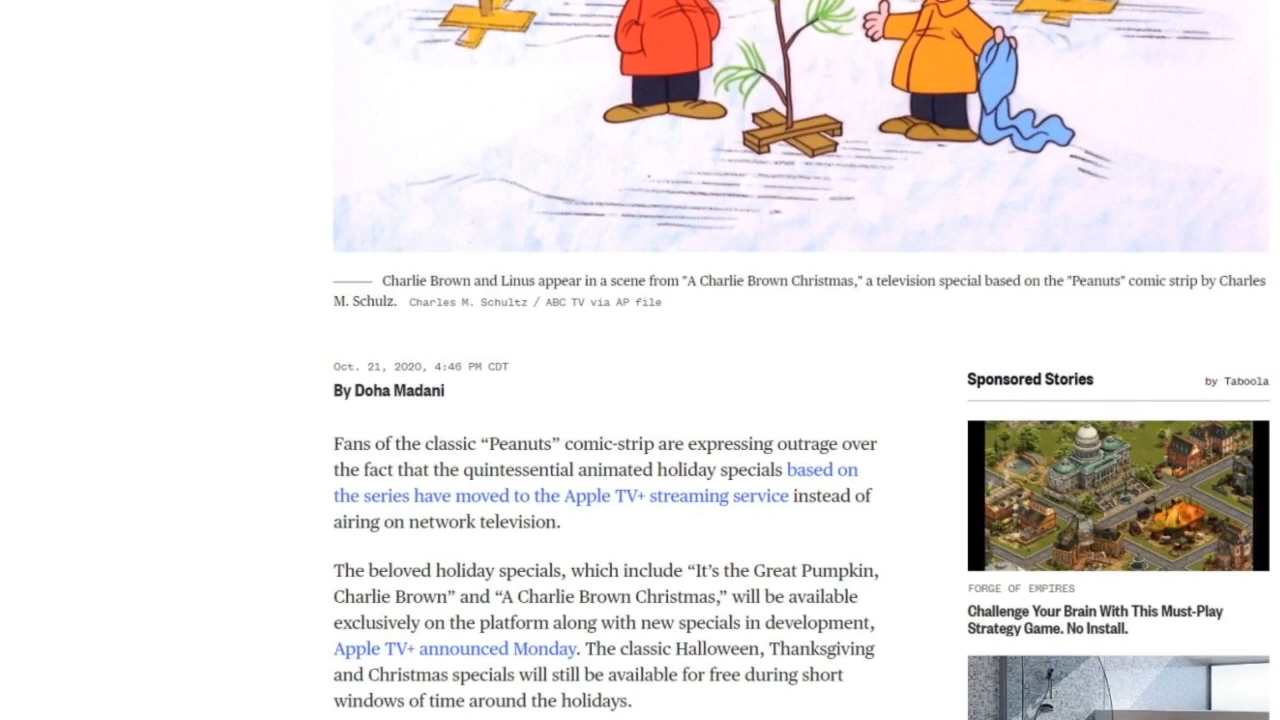 Charlie Brown and Linus appear in a scene from "A Charlie Brown Christmas," a television special based on the "Peanuts" comic strip by Charles
M. Schulz. Charles M. Schultz / ABC TV via AP file
Oct. 21, 2020, 4:46 PM CDT
By Doha Madani
Fans of the classic “Peanuts” comic-strip are expressing outrage over
the fact that the quintessential animated holiday specials based on
the series have moved to the Apple TV+ streaming service instead of
airing on network television.
The beloved holiday specials, which include “It’s the Great Pumpkin,
Charlie Brown” and “A Charlie Brown Christmas,” will be available
exclusively on the platform along with new specials in development,
Apple TV+ announced Monday. The classic Halloween, Thanksgiving
and Christmas specials will still be available for free during short
windows of time around the holidays.
Sponsored Stories
by Taboola
FORGE OF EMPIRES
Challenge Your Brain With This Must-Play
Strategy Game. No Install.